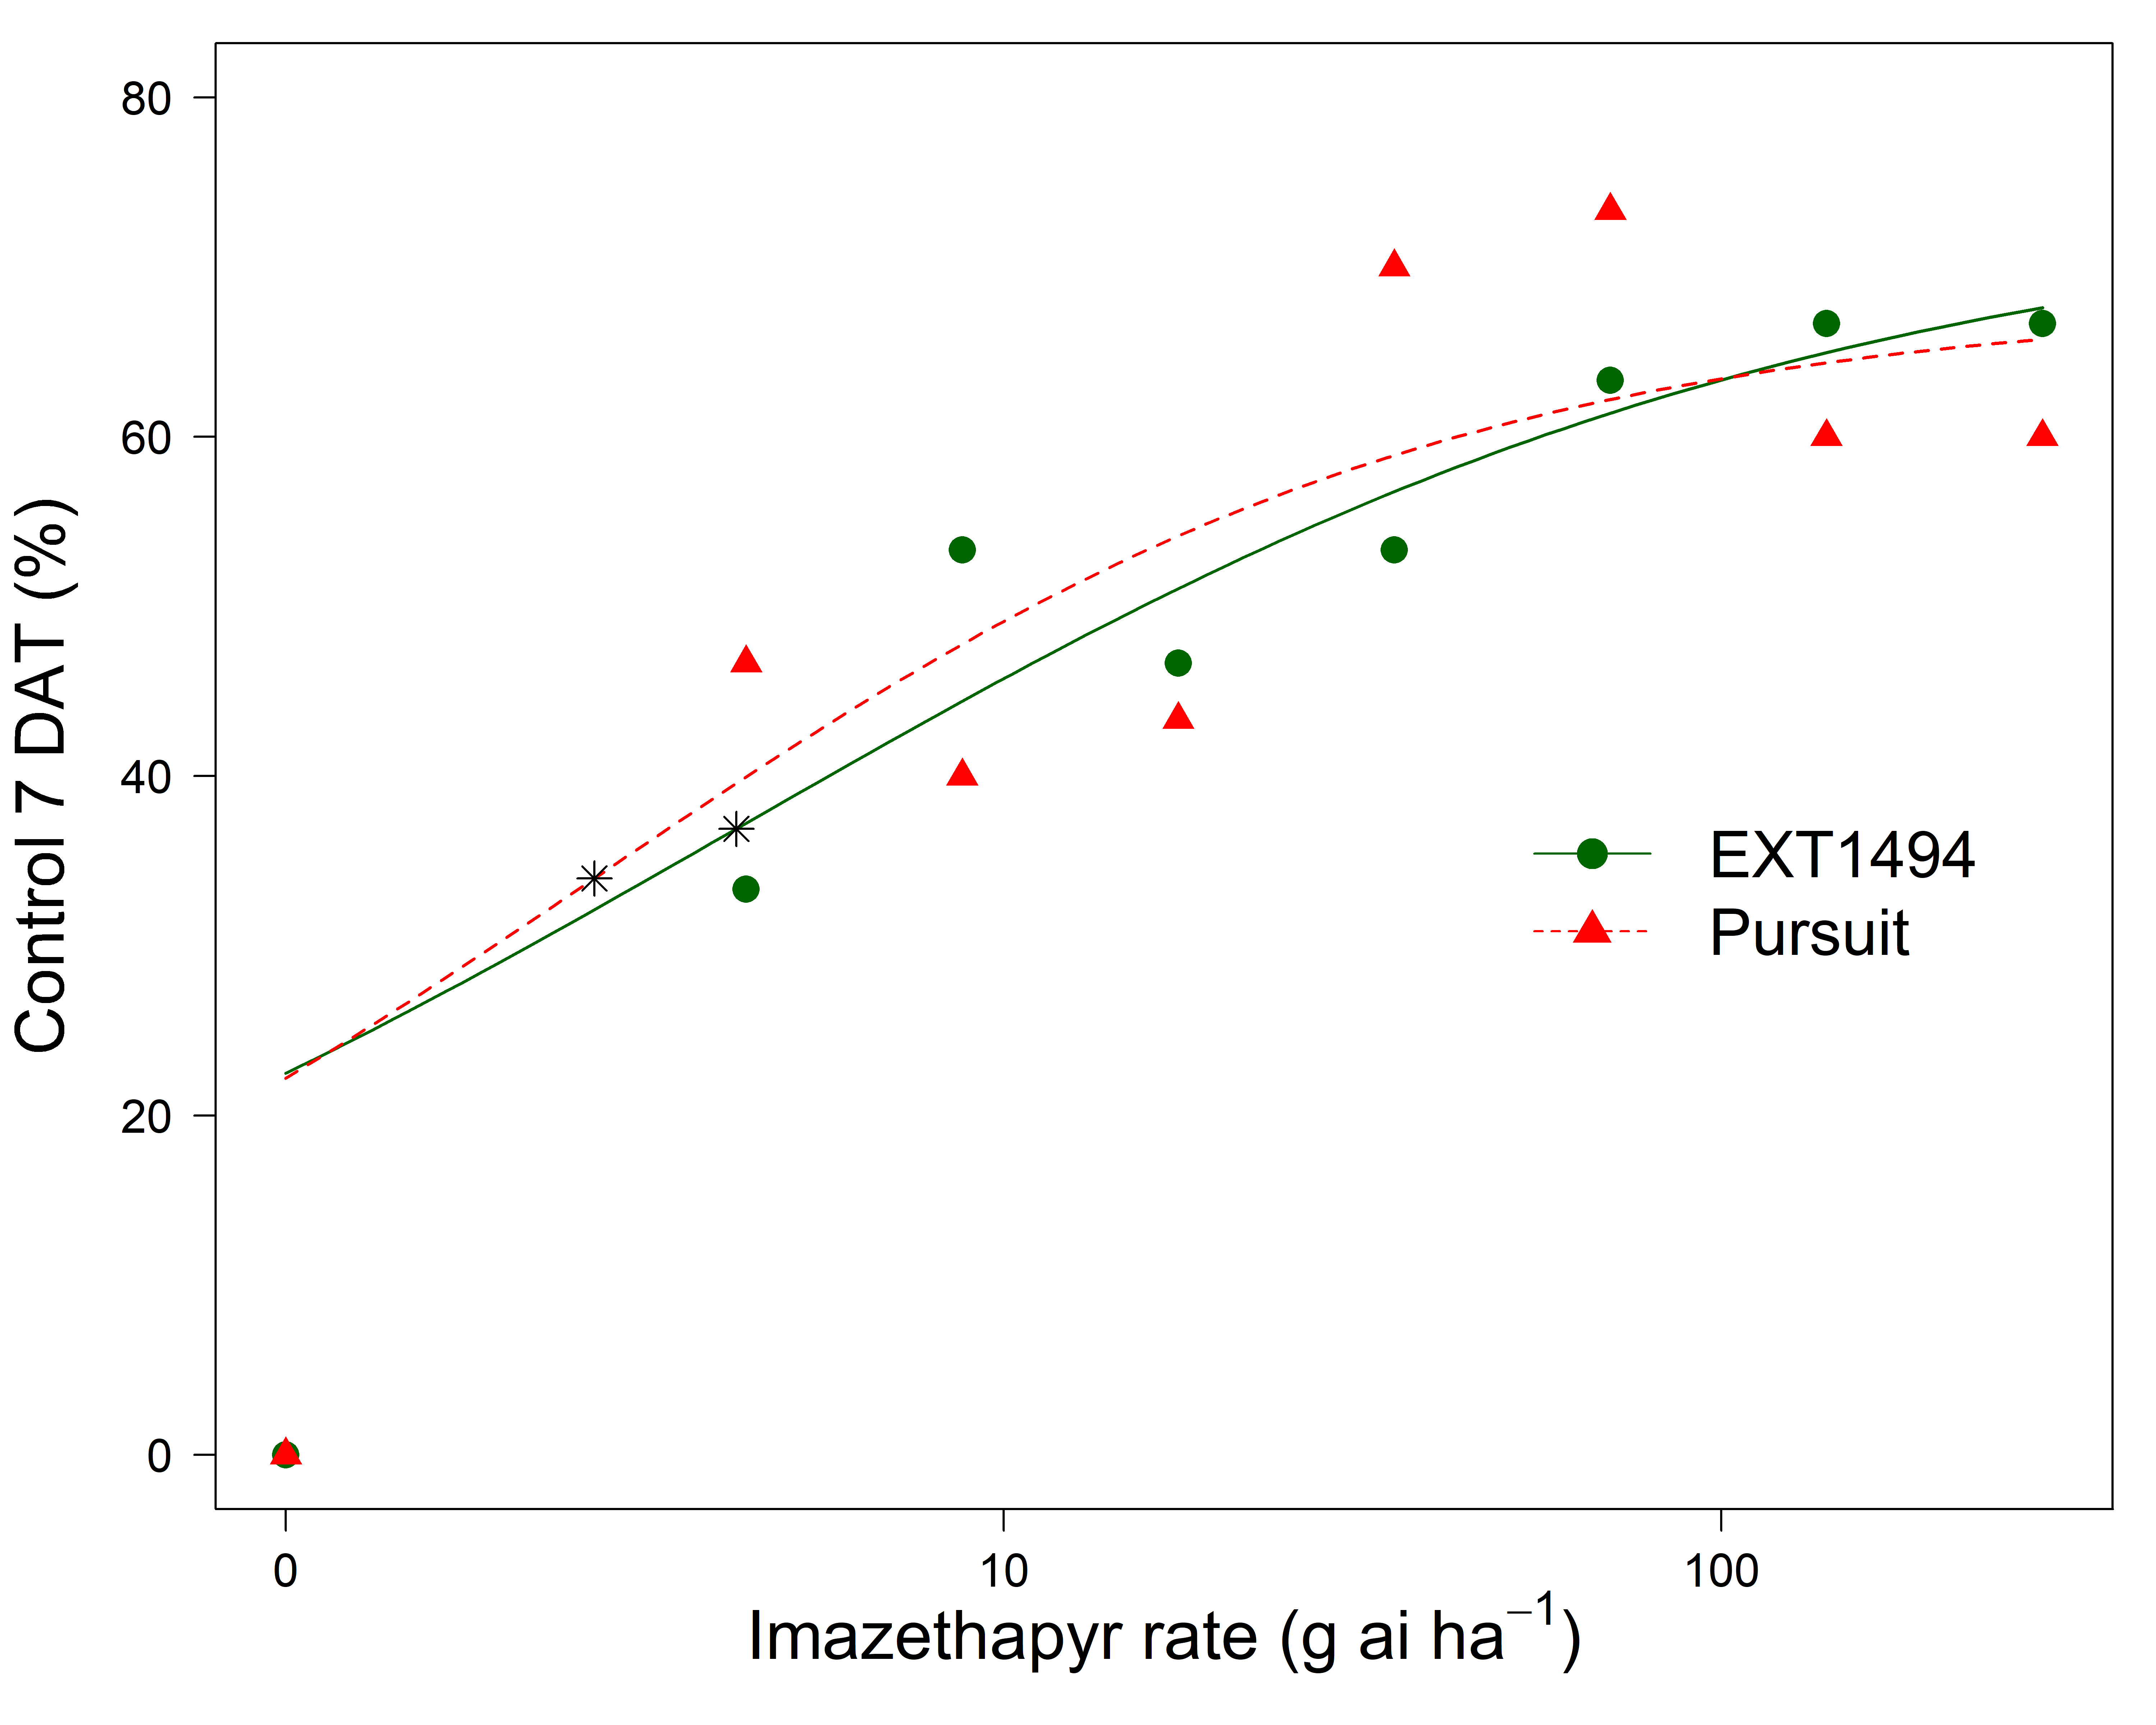 80
60
40
20
0
Control 7 DAT (%)
EXT1494
Pursuit
0 10 100
Imazethapyr rate (g ai ha⁻¹)